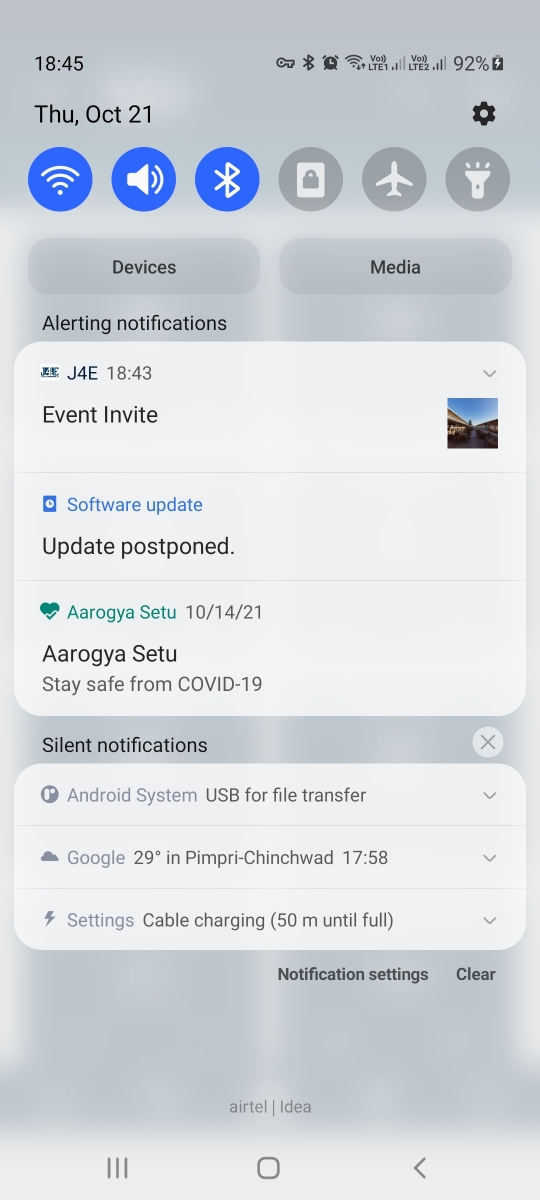 18:45 Vo) LTE1 Vo) LTE2 92%
Thu, Oct 21
Devices Media
Alerting notifications
J4E J4E 18:43
Event Invite
Software update
Update postponed.
Aarogya Setu 10/14/21
Aarogya Setu
Stay safe from COVID-19
Silent notifications
Android System USB for file transfer
Google 29° in Pimpri-Chinchwad 17:58
Settings Cable charging (50 m until full)
Notification settings Clear
airtel | Idea